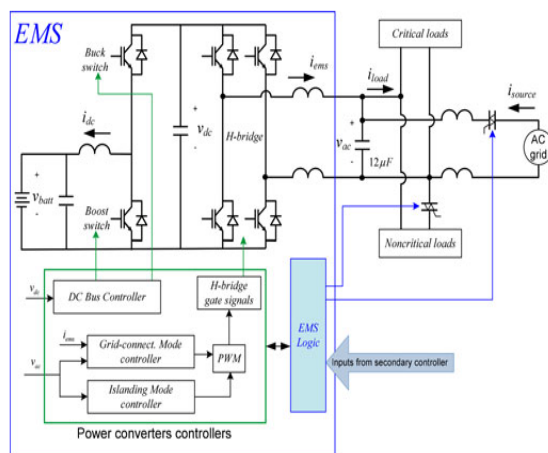 EMS
Buck
switch
i_dc
v_batt
Boost
switch
v_dc
H-bridge
i_ems
i_load
Critical loads
i_source
v_ac
12μF
AC
grid
Noncritical loads
v_dc
DC Bus Controller
H-bridge
gate signals
i_ems
Grid-connect. Mode
controller
PWM
v_ac
Islanding Mode
controller
EMS
Logic
Inputs from secondary controller
Power converters controllers